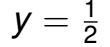 y = 1/2